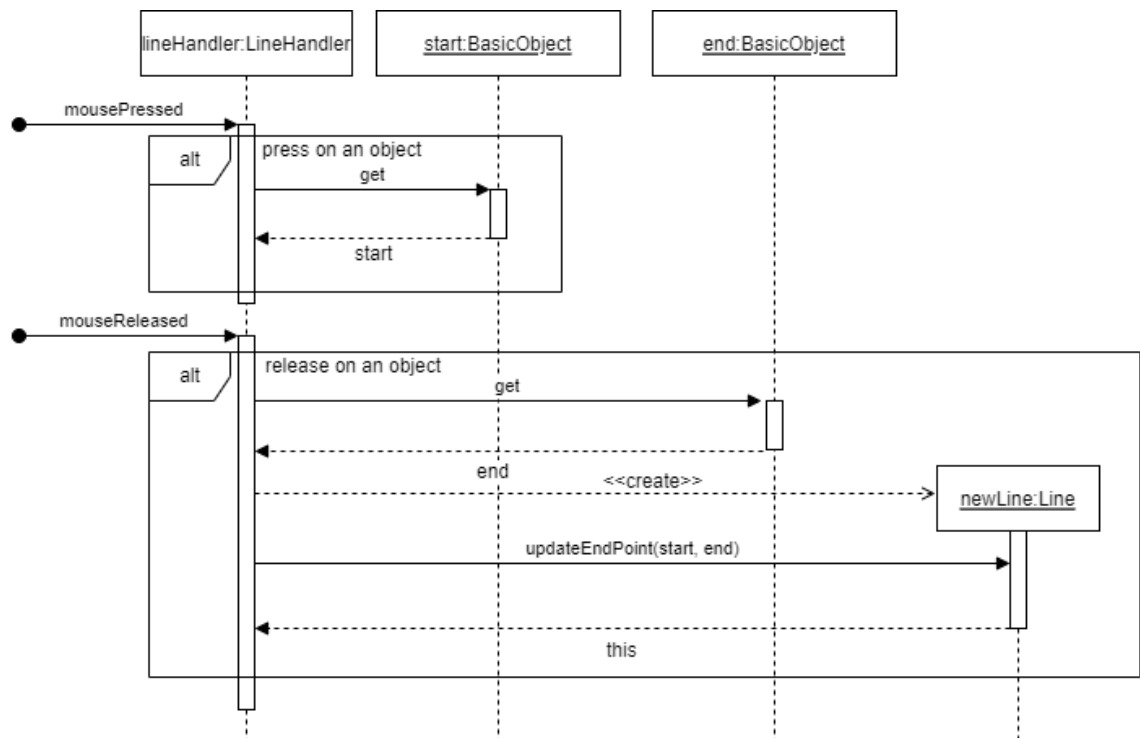 lineHandler:LineHandler
start:BasicObject
end:BasicObject
mousePressed
alt
press on an object
get
start
mouseReleased
alt
release on an object
get
end
<<create>>
newLine:Line
updateEndPoint(start, end)
this